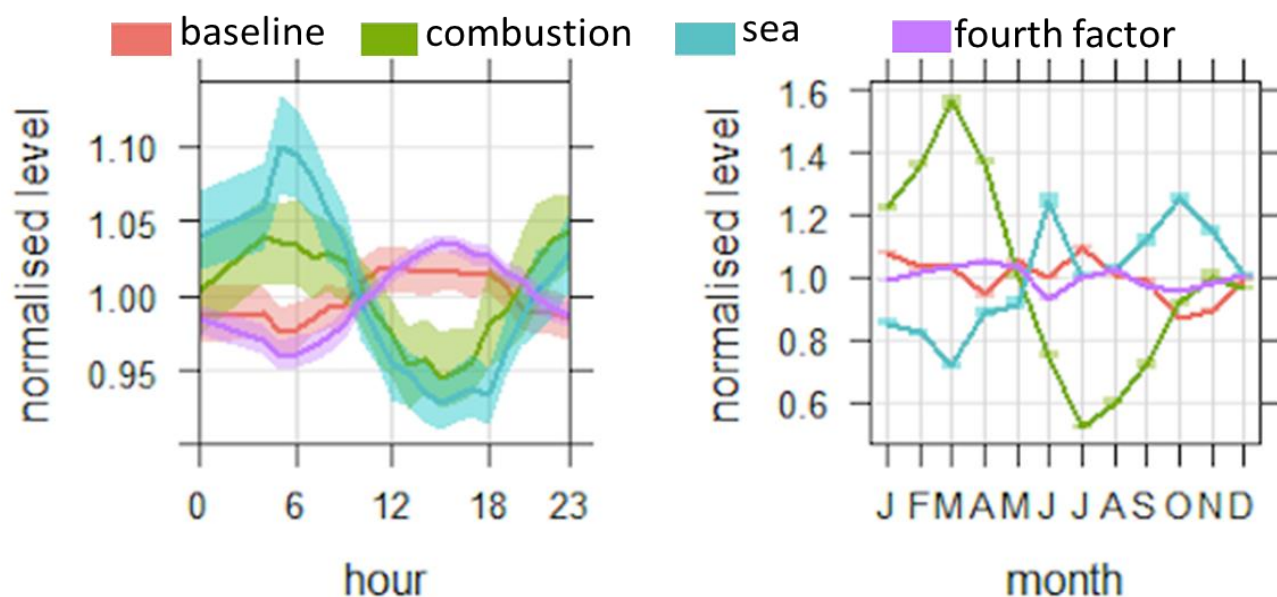 baseline combustion sea fourth factor
normalised level
1.10
1.05
1.00
0.95
0 6 12 18 23
hour
normalised level
1.6
1.4
1.2
1.0
0.8
0.6
J F M A M J J A S O N D
month